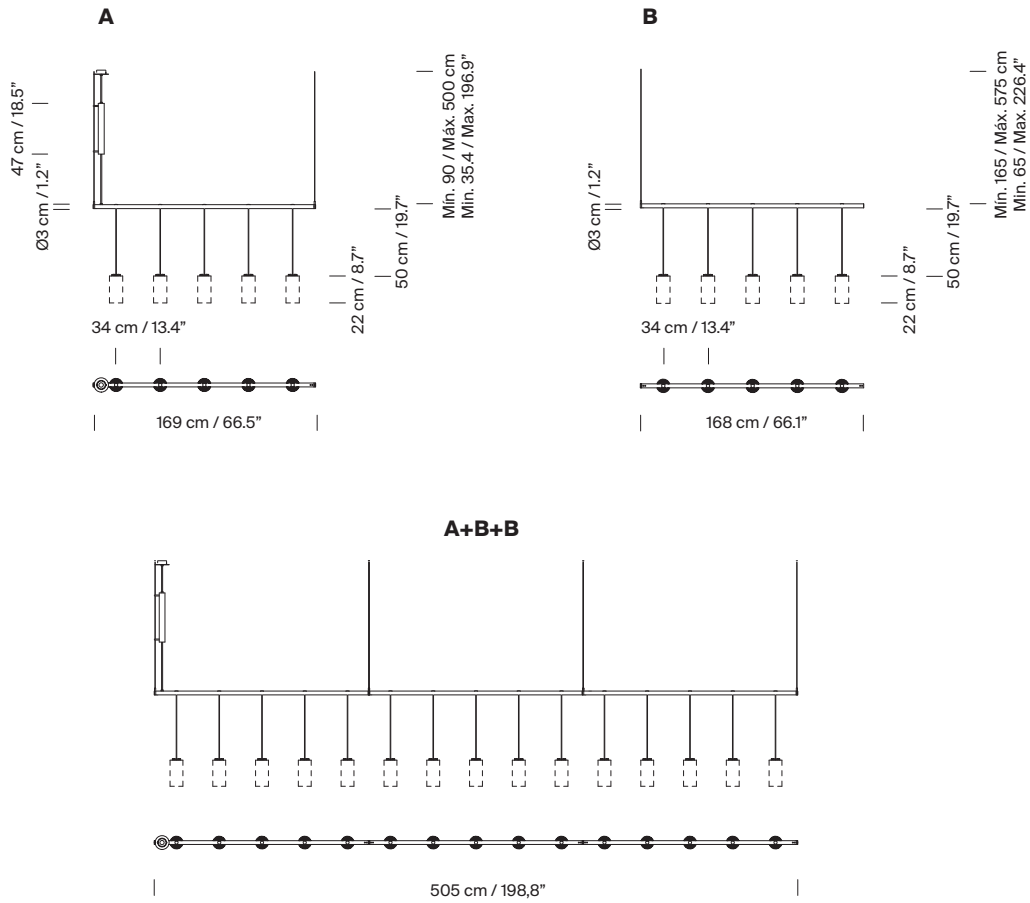 A
47 cm / 18.5”
Ø3 cm / 1.2”
Mín. 90 / Máx. 500 cm
Min. 35.4 / Max. 196.9”
50 cm / 19.7”
22 cm / 8.7”
34 cm / 13.4”
169 cm / 66.5”
B
Ø3 cm / 1.2”
Mín. 165 / Máx. 575 cm
Min. 65 / Max. 226.4”
50 cm / 19.7”
22 cm / 8.7”
34 cm / 13.4”
168 cm / 66.1”
A+B+B
505 cm / 198,8”